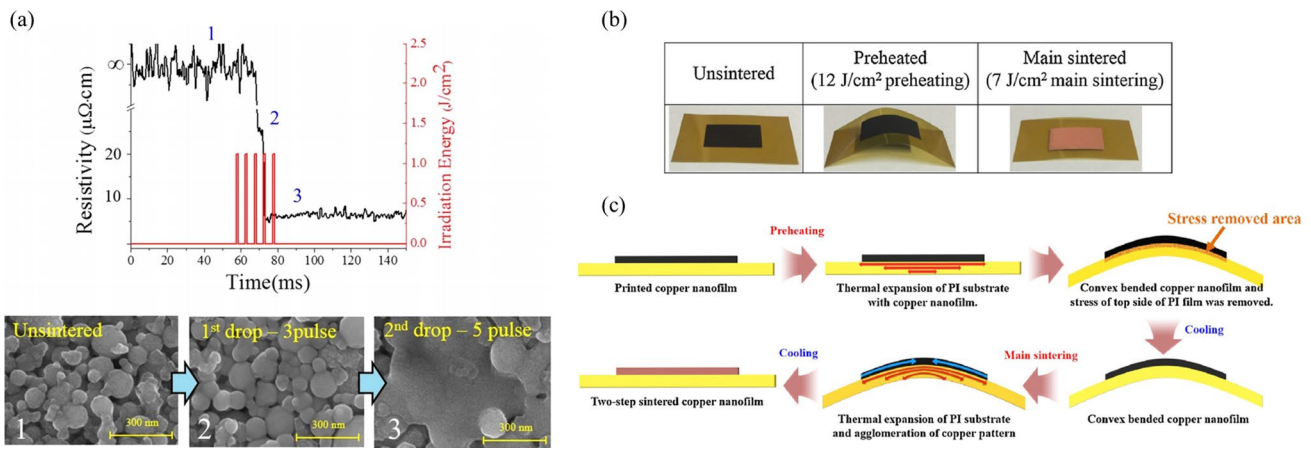 (a)
1
2
3
∞
20
10
0 20 40 60 80 100 120 140
Time(ms)
Resistivity (μΩ·cm)
2.5
2.0
1.5
1.0
0.5
0.0
Irradiation Energy (J/cm²)
Unsintered
1
300 nm
1st drop – 3pulse
2
300 nm
2nd drop – 5 pulse
3
300 nm
(b)
Unsintered
Preheated
(12 J/cm² preheating)
Main sintered
(7 J/cm² main sintering)
(c)
Printed copper nanofilm
Preheating
Thermal expansion of PI substrate
with copper nanofilm.
Stress removed area
Convex bended copper nanofilm and
stress of top side of PI film was removed.
Cooling
Convex bended copper nanofilm
Main sintering
Thermal expansion of PI substrate
and agglomeration of copper pattern
Cooling
Two-step sintered copper nanofilm